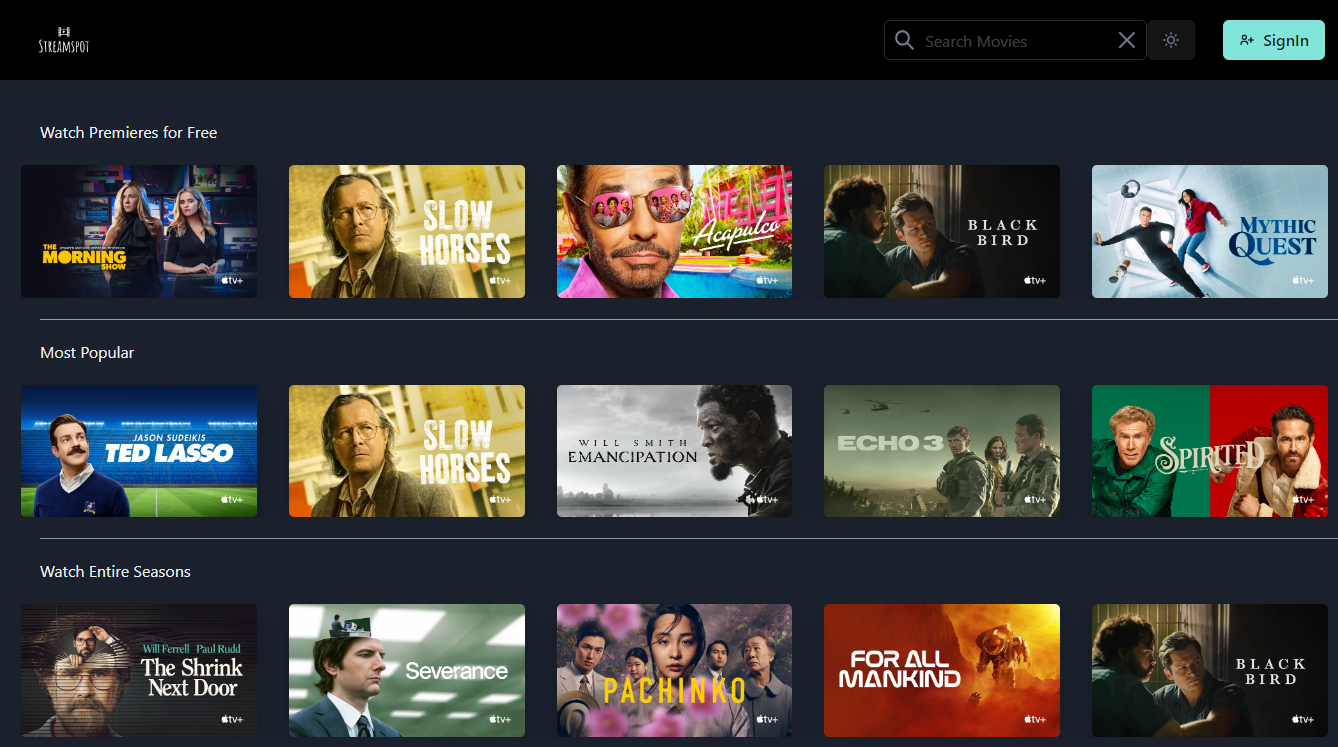 STREAMSPOT
Search Movies
SignIn
Watch Premieres for Free
THE
MORNING
SHOW
tv+
SLOW
HORSES
tv+
Acapulco
tv+
BLACK
BIRD
tv+
MYTHIC
QUEST
tv+
Most Popular
JASON SUDEIKIS
TED LASSO
tv+
SLOW
HORSES
tv+
WILL SMITH
EMANCIPATION
tv+
ECHO 3
tv+
SPIRITED
tv+
Watch Entire Seasons
Will Ferrell Paul Rudd
The Shrink
Next Door
tv+
Severance
tv+
PACHINKO
tv+
FOR ALL
MANKIND
tv+
BLACK
BIRD
tv+